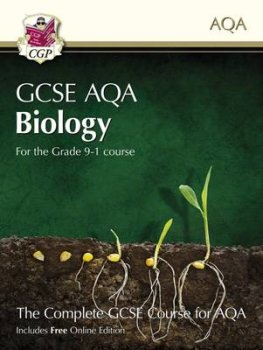 CGP
AQA
GCSE AQA
Biology
For the Grade 9-1 course
The Complete GCSE Course for AQA
Includes Free Online Edition